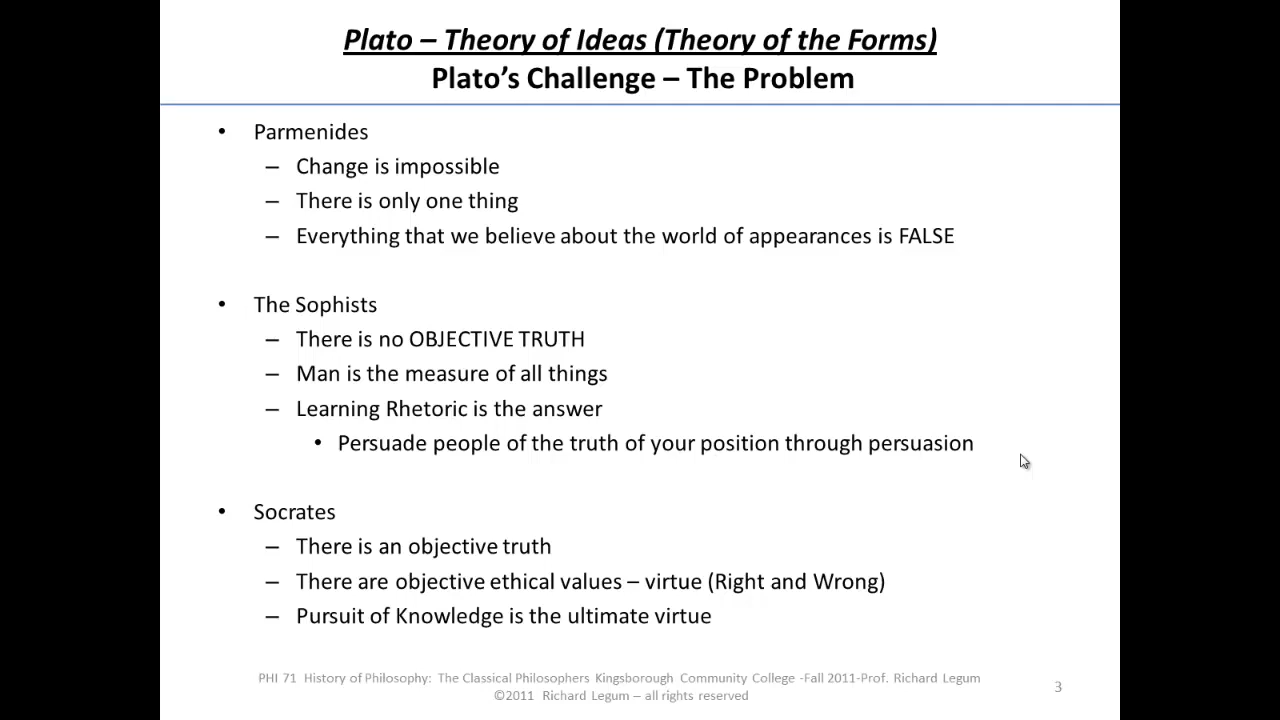 Plato – Theory of Ideas (Theory of the Forms)
Plato’s Challenge – The Problem
• Parmenides
– Change is impossible
– There is only one thing
– Everything that we believe about the world of appearances is FALSE
• The Sophists
– There is no OBJECTIVE TRUTH
– Man is the measure of all things
– Learning Rhetoric is the answer
• Persuade people of the truth of your position through persuasion
• Socrates
– There is an objective truth
– There are objective ethical values – virtue (Right and Wrong)
– Pursuit of Knowledge is the ultimate virtue
PHI 71 History of Philosophy: The Classical Philosophers Kingsborough Community College -Fall 2011-Prof. Richard Legum
©2011 Richard Legum – all rights reserved
3